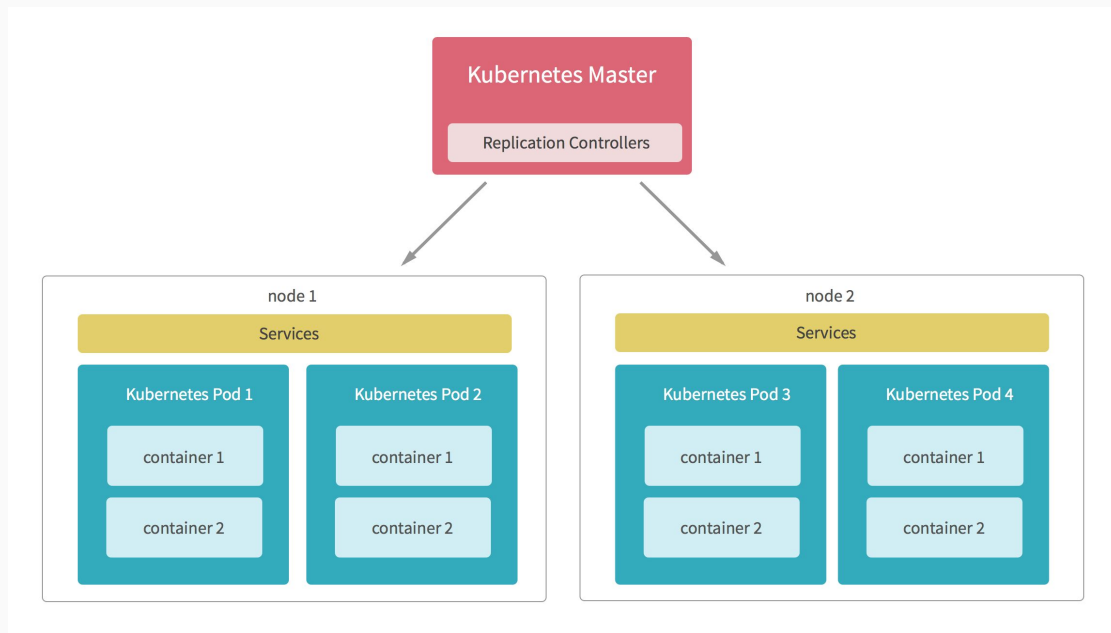 Kubernetes Master
Replication Controllers
node 1
Services
Kubernetes Pod 1
container 1
container 2
Kubernetes Pod 2
container 1
container 2
node 2
Services
Kubernetes Pod 3
container 1
container 2
Kubernetes Pod 4
container 1
container 2